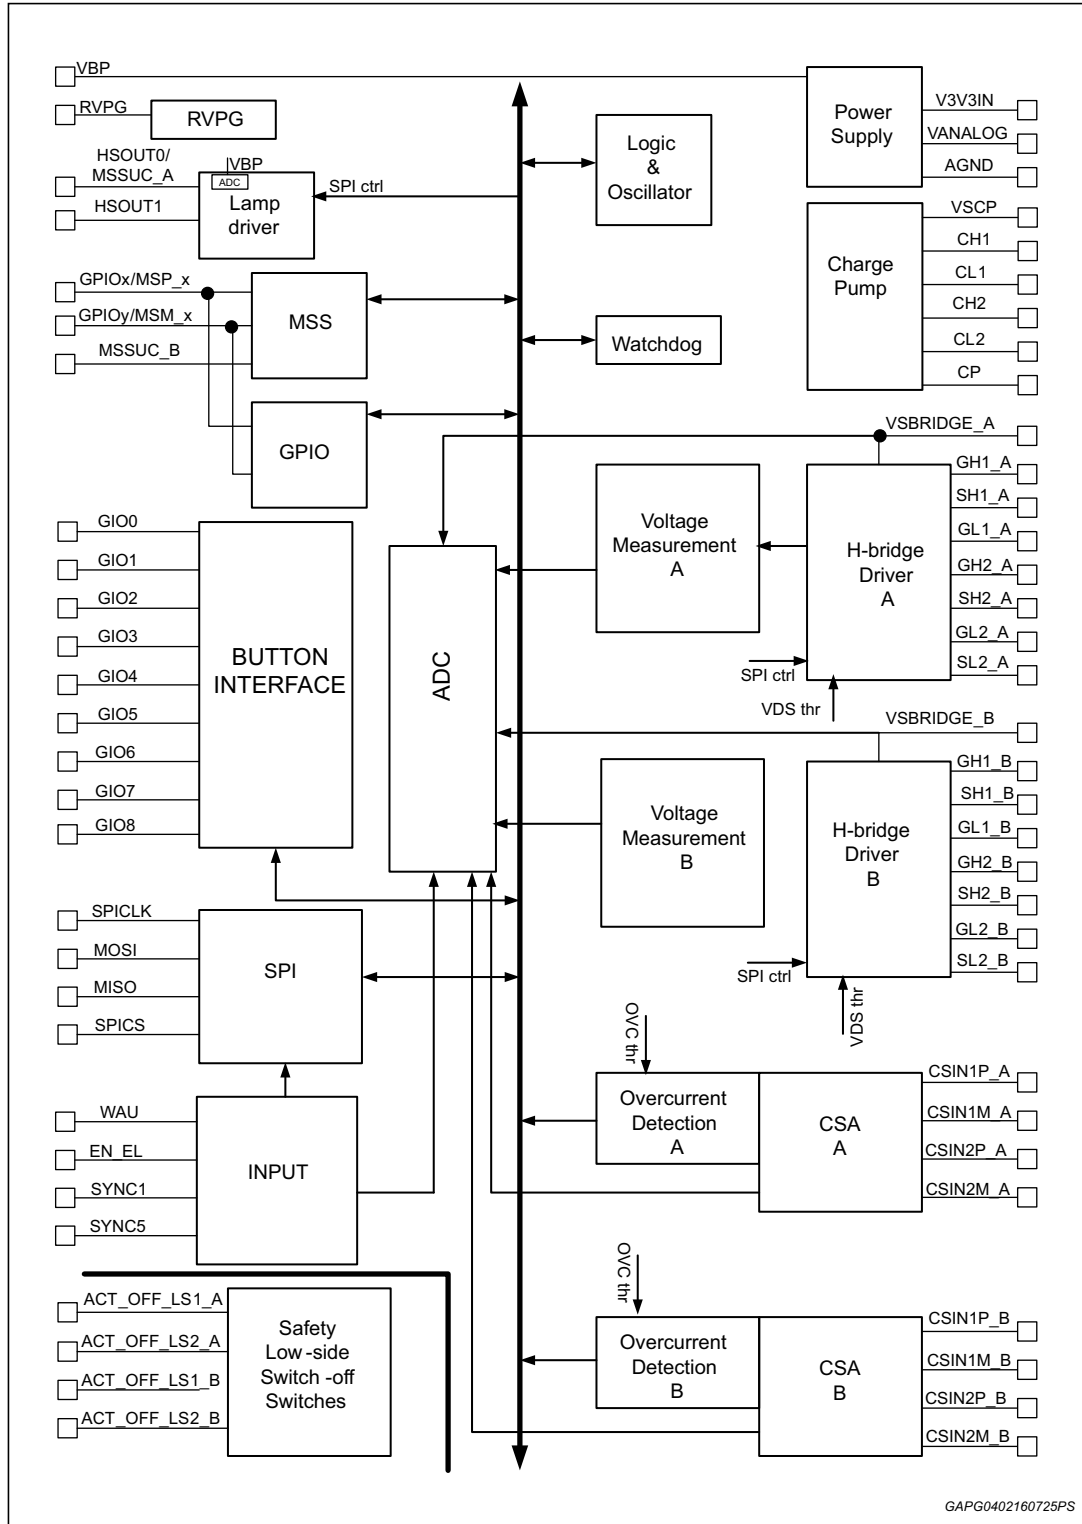 VBP
RVPG
RVPG
HSOUT0/
MSSUC_A
HSOUT1
VBP
ADC
Lamp
driver
SPI ctrl
GPIOx/MSP_x
GPIOy/MSM_x
MSSUC_B
MSS
GPIO
GIO0
GIO1
GIO2
GIO3
GIO4
GIO5
GIO6
GIO7
GIO8
BUTTON
INTERFACE
SPICLK
MOSI
MISO
SPICS
SPI
WAU
EN_EL
SYNC1
SYNC5
INPUT
ACT_OFF_LS1_A
ACT_OFF_LS2_A
ACT_OFF_LS1_B
ACT_OFF_LS2_B
Safety
Low -side
Switch -off
Switches
ADC
Logic
&
Oscillator
Watchdog
Power
Supply
V3V3IN
VANALOG
AGND
Charge
Pump
VSCP
CH1
CL1
CH2
CL2
CP
VSBRIDGE_A
Voltage
Measurement
A
H-bridge
Driver
A
GH1_A
SH1_A
GL1_A
GH2_A
SH2_A
GL2_A
SL2_A
SPI ctrl
VDS thr
VSBRIDGE_B
Voltage
Measurement
B
H-bridge
Driver
B
GH1_B
SH1_B
GL1_B
GH2_B
SH2_B
GL2_B
SL2_B
SPI ctrl
VDS thr
OVC thr
Overcurrent
Detection
A
CSA
A
CSIN1P_A
CSIN1M_A
CSIN2P_A
CSIN2M_A
OVC thr
Overcurrent
Detection
B
CSA
B
CSIN1P_B
CSIN1M_B
CSIN2P_B
CSIN2M_B
GAPG0402160725PS